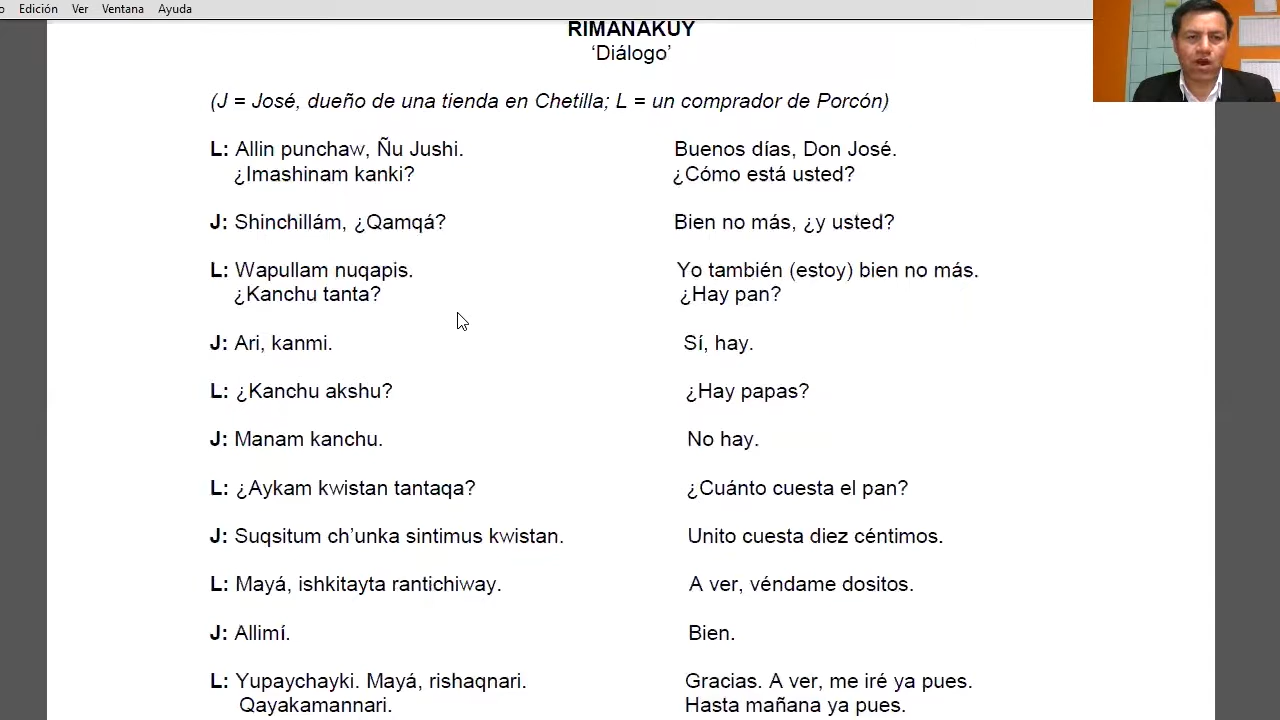 Edición Ver Ventana Ayuda
RIMANAKUY
‘Diálogo’
(J = José, dueño de una tienda en Chetilla; L = un comprador de Porcón)
L: Allin punchaw, Ñu Jushi. Buenos días, Don José.
¿Imashinam kanki? ¿Cómo está usted?
J: Shinchillám, ¿Qamqá? Bien no más, ¿y usted?
L: Wapullam nuqapis. Yo también (estoy) bien no más.
¿Kanchu tanta? ¿Hay pan?
J: Ari, kanmi. Sí, hay.
L: ¿Kanchu akshu? ¿Hay papas?
J: Manam kanchu. No hay.
L: ¿Aykam kwistan tantaqa? ¿Cuánto cuesta el pan?
J: Suqsitum ch’unka sintimus kwistan. Unito cuesta diez céntimos.
L: Mayá, ishkitayta rantichiway. A ver, véndame dositos.
J: Allimí. Bien.
L: Yupaychayki. Mayá, rishaqnari. Gracias. A ver, me iré ya pues.
Qayakamannari. Hasta mañana ya pues.